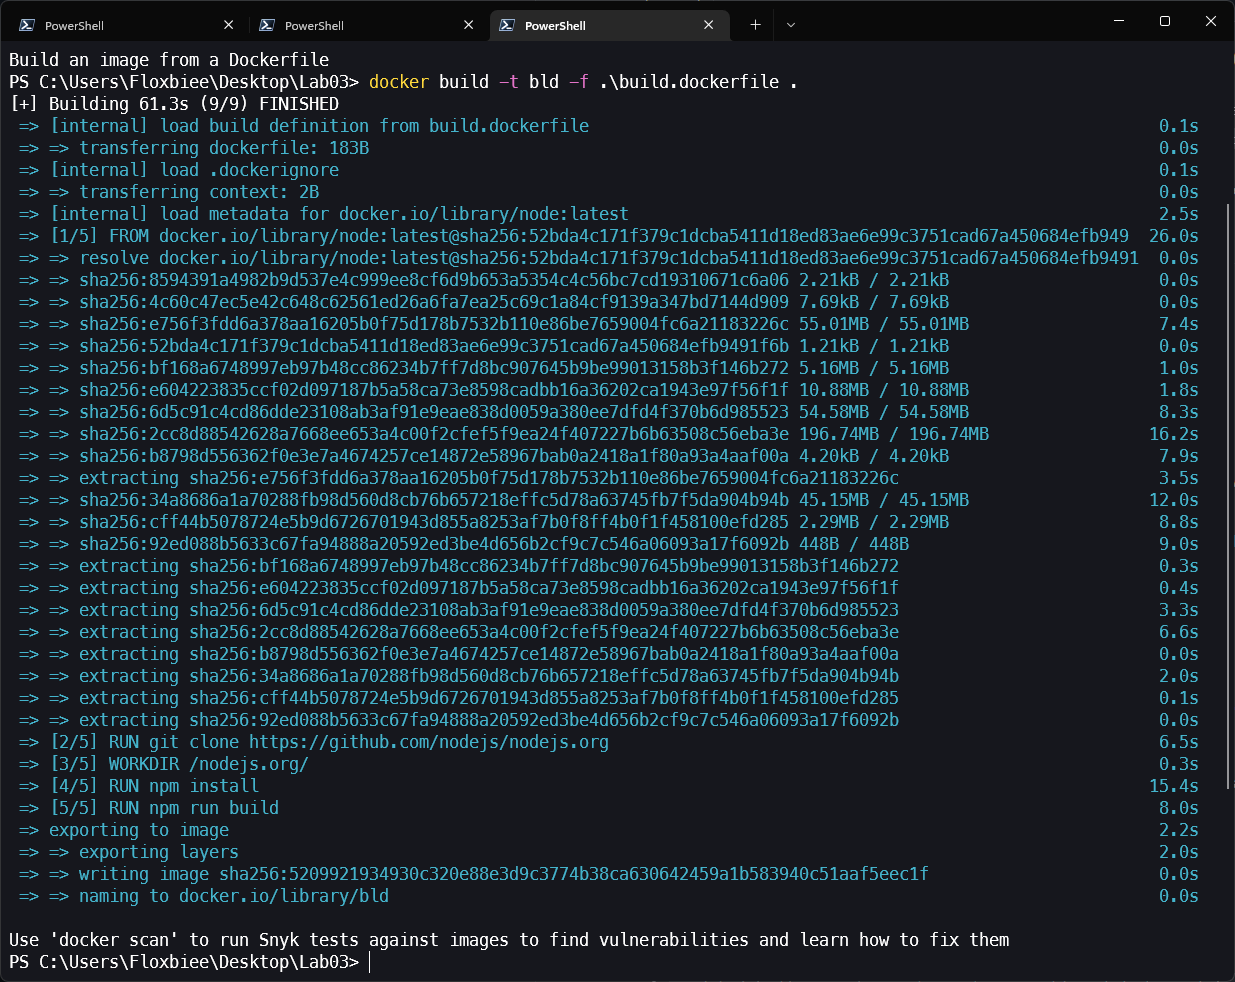 PowerShell
PowerShell
PowerShell
Build an image from a Dockerfile
PS C:\Users\Floxbiee\Desktop\Lab03> docker build -t bld -f .\build.dockerfile .
[+] Building 61.3s (9/9) FINISHED
=> [internal] load build definition from build.dockerfile 0.1s
=> => transferring dockerfile: 183B 0.0s
=> [internal] load .dockerignore 0.1s
=> => transferring context: 2B 0.0s
=> [internal] load metadata for docker.io/library/node:latest 2.5s
=> [1/5] FROM docker.io/library/node:latest@sha256:52bda4c171f379c1dcba5411d18ed83ae6e99c3751cad67a450684efb949 26.0s
=> => resolve docker.io/library/node:latest@sha256:52bda4c171f379c1dcba5411d18ed83ae6e99c3751cad67a450684efb9491 0.0s
=> => sha256:8594391a4982b9d537e4c999ee8cf6d9b653a5354c4c56bc7cd19310671c6a06 2.21kB / 2.21kB 0.0s
=> => sha256:4c60c47ec5e42c648c62561ed26a6fa7ea25c69c1a84cf9139a347bd7144d909 7.69kB / 7.69kB 0.0s
=> => sha256:e756f3fdd6a378aa16205b0f75d178b7532b110e86be7659004fc6a21183226c 55.01MB / 55.01MB 7.4s
=> => sha256:52bda4c171f379c1dcba5411d18ed83ae6e99c3751cad67a450684efb9491f6b 1.21kB / 1.21kB 0.0s
=> => sha256:bf168a6748997eb97b48cc86234b7ff7d8bc907645b9be99013158b3f146b272 5.16MB / 5.16MB 1.0s
=> => sha256:e604223835ccf02d097187b5a58ca73e8598cadbb16a36202ca1943e97f56f1f 10.88MB / 10.88MB 1.8s
=> => sha256:6d5c91c4cd86dde23108ab3af91e9eae838d0059a380ee7dfd4f370b6d985523 54.58MB / 54.58MB 8.3s
=> => sha256:2cc8d88542628a7668ee653a4c00f2cfef5f9ea24f407227b6b63508c56eba3e 196.74MB / 196.74MB 16.2s
=> => sha256:b8798d556362f0e3e7a4674257ce14872e58967bab0a2418a1f80a93a4aaf00a 4.20kB / 4.20kB 7.9s
=> => extracting sha256:e756f3fdd6a378aa16205b0f75d178b7532b110e86be7659004fc6a21183226c 3.5s
=> => sha256:34a8686a1a70288fb98d560d8cb76b657218effc5d78a63745fb7f5da904b94b 45.15MB / 45.15MB 12.0s
=> => sha256:cff44b5078724e5b9d6726701943d855a8253af7b0f8ff4b0f1f458100efd285 2.29MB / 2.29MB 8.8s
=> => sha256:92ed088b5633c67fa94888a20592ed3be4d656b2cf9c7c546a06093a17f6092b 448B / 448B 9.0s
=> => extracting sha256:bf168a6748997eb97b48cc86234b7ff7d8bc907645b9be99013158b3f146b272 0.3s
=> => extracting sha256:e604223835ccf02d097187b5a58ca73e8598cadbb16a36202ca1943e97f56f1f 0.4s
=> => extracting sha256:6d5c91c4cd86dde23108ab3af91e9eae838d0059a380ee7dfd4f370b6d985523 3.3s
=> => extracting sha256:2cc8d88542628a7668ee653a4c00f2cfef5f9ea24f407227b6b63508c56eba3e 6.6s
=> => extracting sha256:b8798d556362f0e3e7a4674257ce14872e58967bab0a2418a1f80a93a4aaf00a 0.0s
=> => extracting sha256:34a8686a1a70288fb98d560d8cb76b657218effc5d78a63745fb7f5da904b94b 2.0s
=> => extracting sha256:cff44b5078724e5b9d6726701943d855a8253af7b0f8ff4b0f1f458100efd285 0.1s
=> => extracting sha256:92ed088b5633c67fa94888a20592ed3be4d656b2cf9c7c546a06093a17f6092b 0.0s
=> [2/5] RUN git clone https://github.com/nodejs/nodejs.org 6.5s
=> [3/5] WORKDIR /nodejs.org/ 0.3s
=> [4/5] RUN npm install 15.4s
=> [5/5] RUN npm run build 8.0s
=> exporting to image 2.2s
=> => exporting layers 2.0s
=> => writing image sha256:5209921934930c320e88e3d9c3774b38ca630642459a1b583940c51aaf5eec1f 0.0s
=> => naming to docker.io/library/bld 0.0s
Use 'docker scan' to run Snyk tests against images to find vulnerabilities and learn how to fix them
PS C:\Users\Floxbiee\Desktop\Lab03>